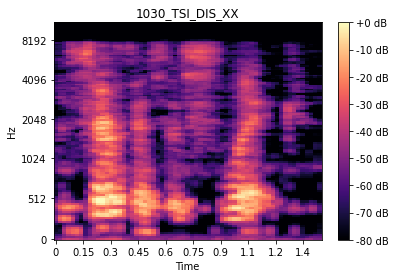 1030_TSI_DIS_XX
+0 dB
8192
-10 dB
4096
-20 dB
-30 dB
2048
Hz
-40 dB
1024
-50 dB
512
-60 dB
-70 dB
0
-80 dB
0 0.15 0.3 0.45 0.6 0.75 0.9 1.1 1.2 1.4
Time